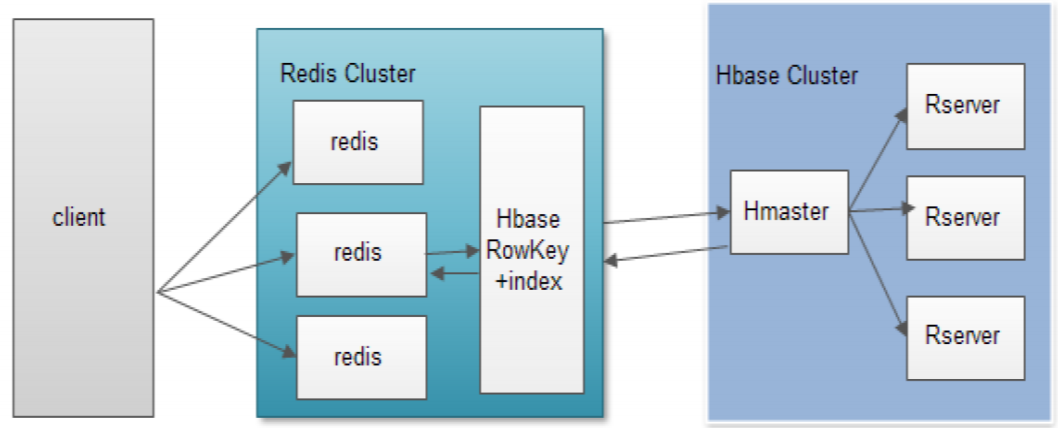 client
Redis Cluster
redis
redis
redis
Hbase
RowKey
+index
Hbase Cluster
Hmaster
Rserver
Rserver
Rserver